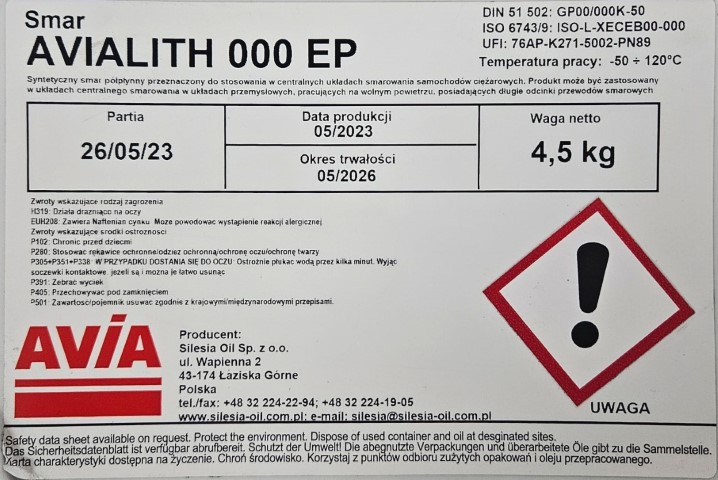 Smar
AVIALITH 000 EP
DIN 51 502: GP00/000K-50
ISO 6743/9: ISO-L-XECEB00-000
UFI: 76AP-K271-5002-PN89
Temperatura pracy: -50 ÷ 120°C
Syntetyczny smar półpłynny przeznaczony do stosowania w centralnych układach smarowania samochodów ciężarowych. Produkt może być zastosowany
w układach centralnego smarowania w układach przemysłowych, pracujących na wolnym powietrzu, posiadających długie odcinki przewodów smarowych
Partia
26/05/23
Data produkcji
05/2023
Okres trwałości
05/2026
Waga netto
4,5 kg
Zwroty wskazujące rodzaj zagrożenia
H319: Działa drażniąco na oczy
EUH208: Zawiera Naftenian cynku. Może powodować wystąpienie reakcji alergicznej
Zwroty wskazujące środki ostrożności
P102: Chronić przed dziećmi
P280: Stosować rękawice ochronne/odzież ochronną/ochronę oczu/ochronę twarzy
P305+P351+P338: W PRZYPADKU DOSTANIA SIĘ DO OCZU: Ostrożnie płukać wodą przez kilka minut. Wyjąc
soczewki kontaktowe, jeżeli są i można je łatwo usunąć
P391: Zebrać wyciek
P405: Przechowywać pod zamknięciem
P501: Zawartość/pojemnik usuwać zgodnie z krajowymi/międzynarodowymi przepisami.
AVIA
Producent:
Silesia Oil Sp. z o.o.
ul. Wapienna 2
43-174 Łaziska Górne
Polska
tel./fax: +48 32 224-22-94; +48 32 224-19-05
www.silesia-oil.com.pl; e-mail: silesia@silesia-oil.com.pl
UWAGA
Safety data sheet available on request. Protect the environment. Dispose of used container and oil at desginated sites.
Das Sicherheitsdatenblatt ist verfügbar abrufbereit. Schutzt der Umwelt! Die abegnutzte Verpackungen und überarbeitete Öle gibt zu die Sammelstelle.
Karta charakterystyki dostępna na życzenie. Chroń środowisko. Korzystaj z punktów odbioru zużytych opakowań i oleju przepracowanego.